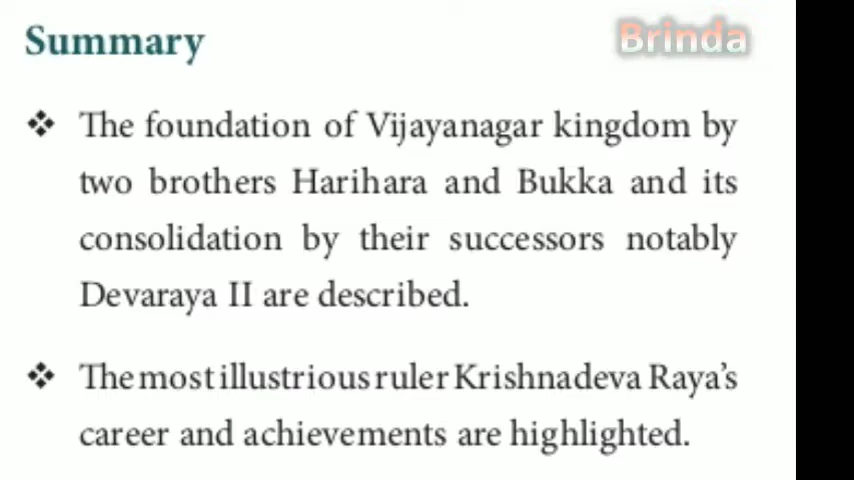 Summary
Brinda
❖ The foundation of Vijayanagar kingdom by
two brothers Harihara and Bukka and its
consolidation by their successors notably
Devaraya II are described.
❖ The most illustrious ruler Krishnadeva Raya's
career and achievements are highlighted.